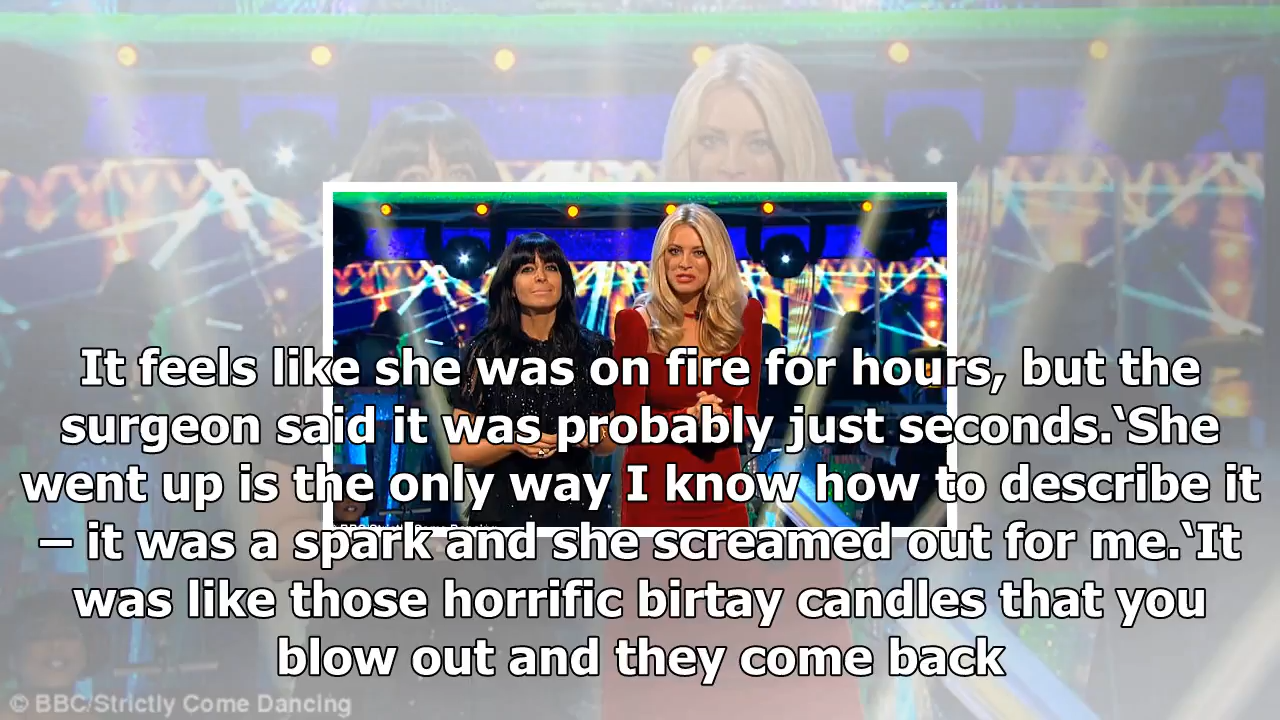 It feels like she was on fire for hours, but the
surgeon said it was probably just seconds.‘She
went up is the only way I know how to describe it
– it was a spark and she screamed out for me.‘It
was like those horrific birtay candles that you
blow out and they come back
© BBC/Strictly Come Dancing